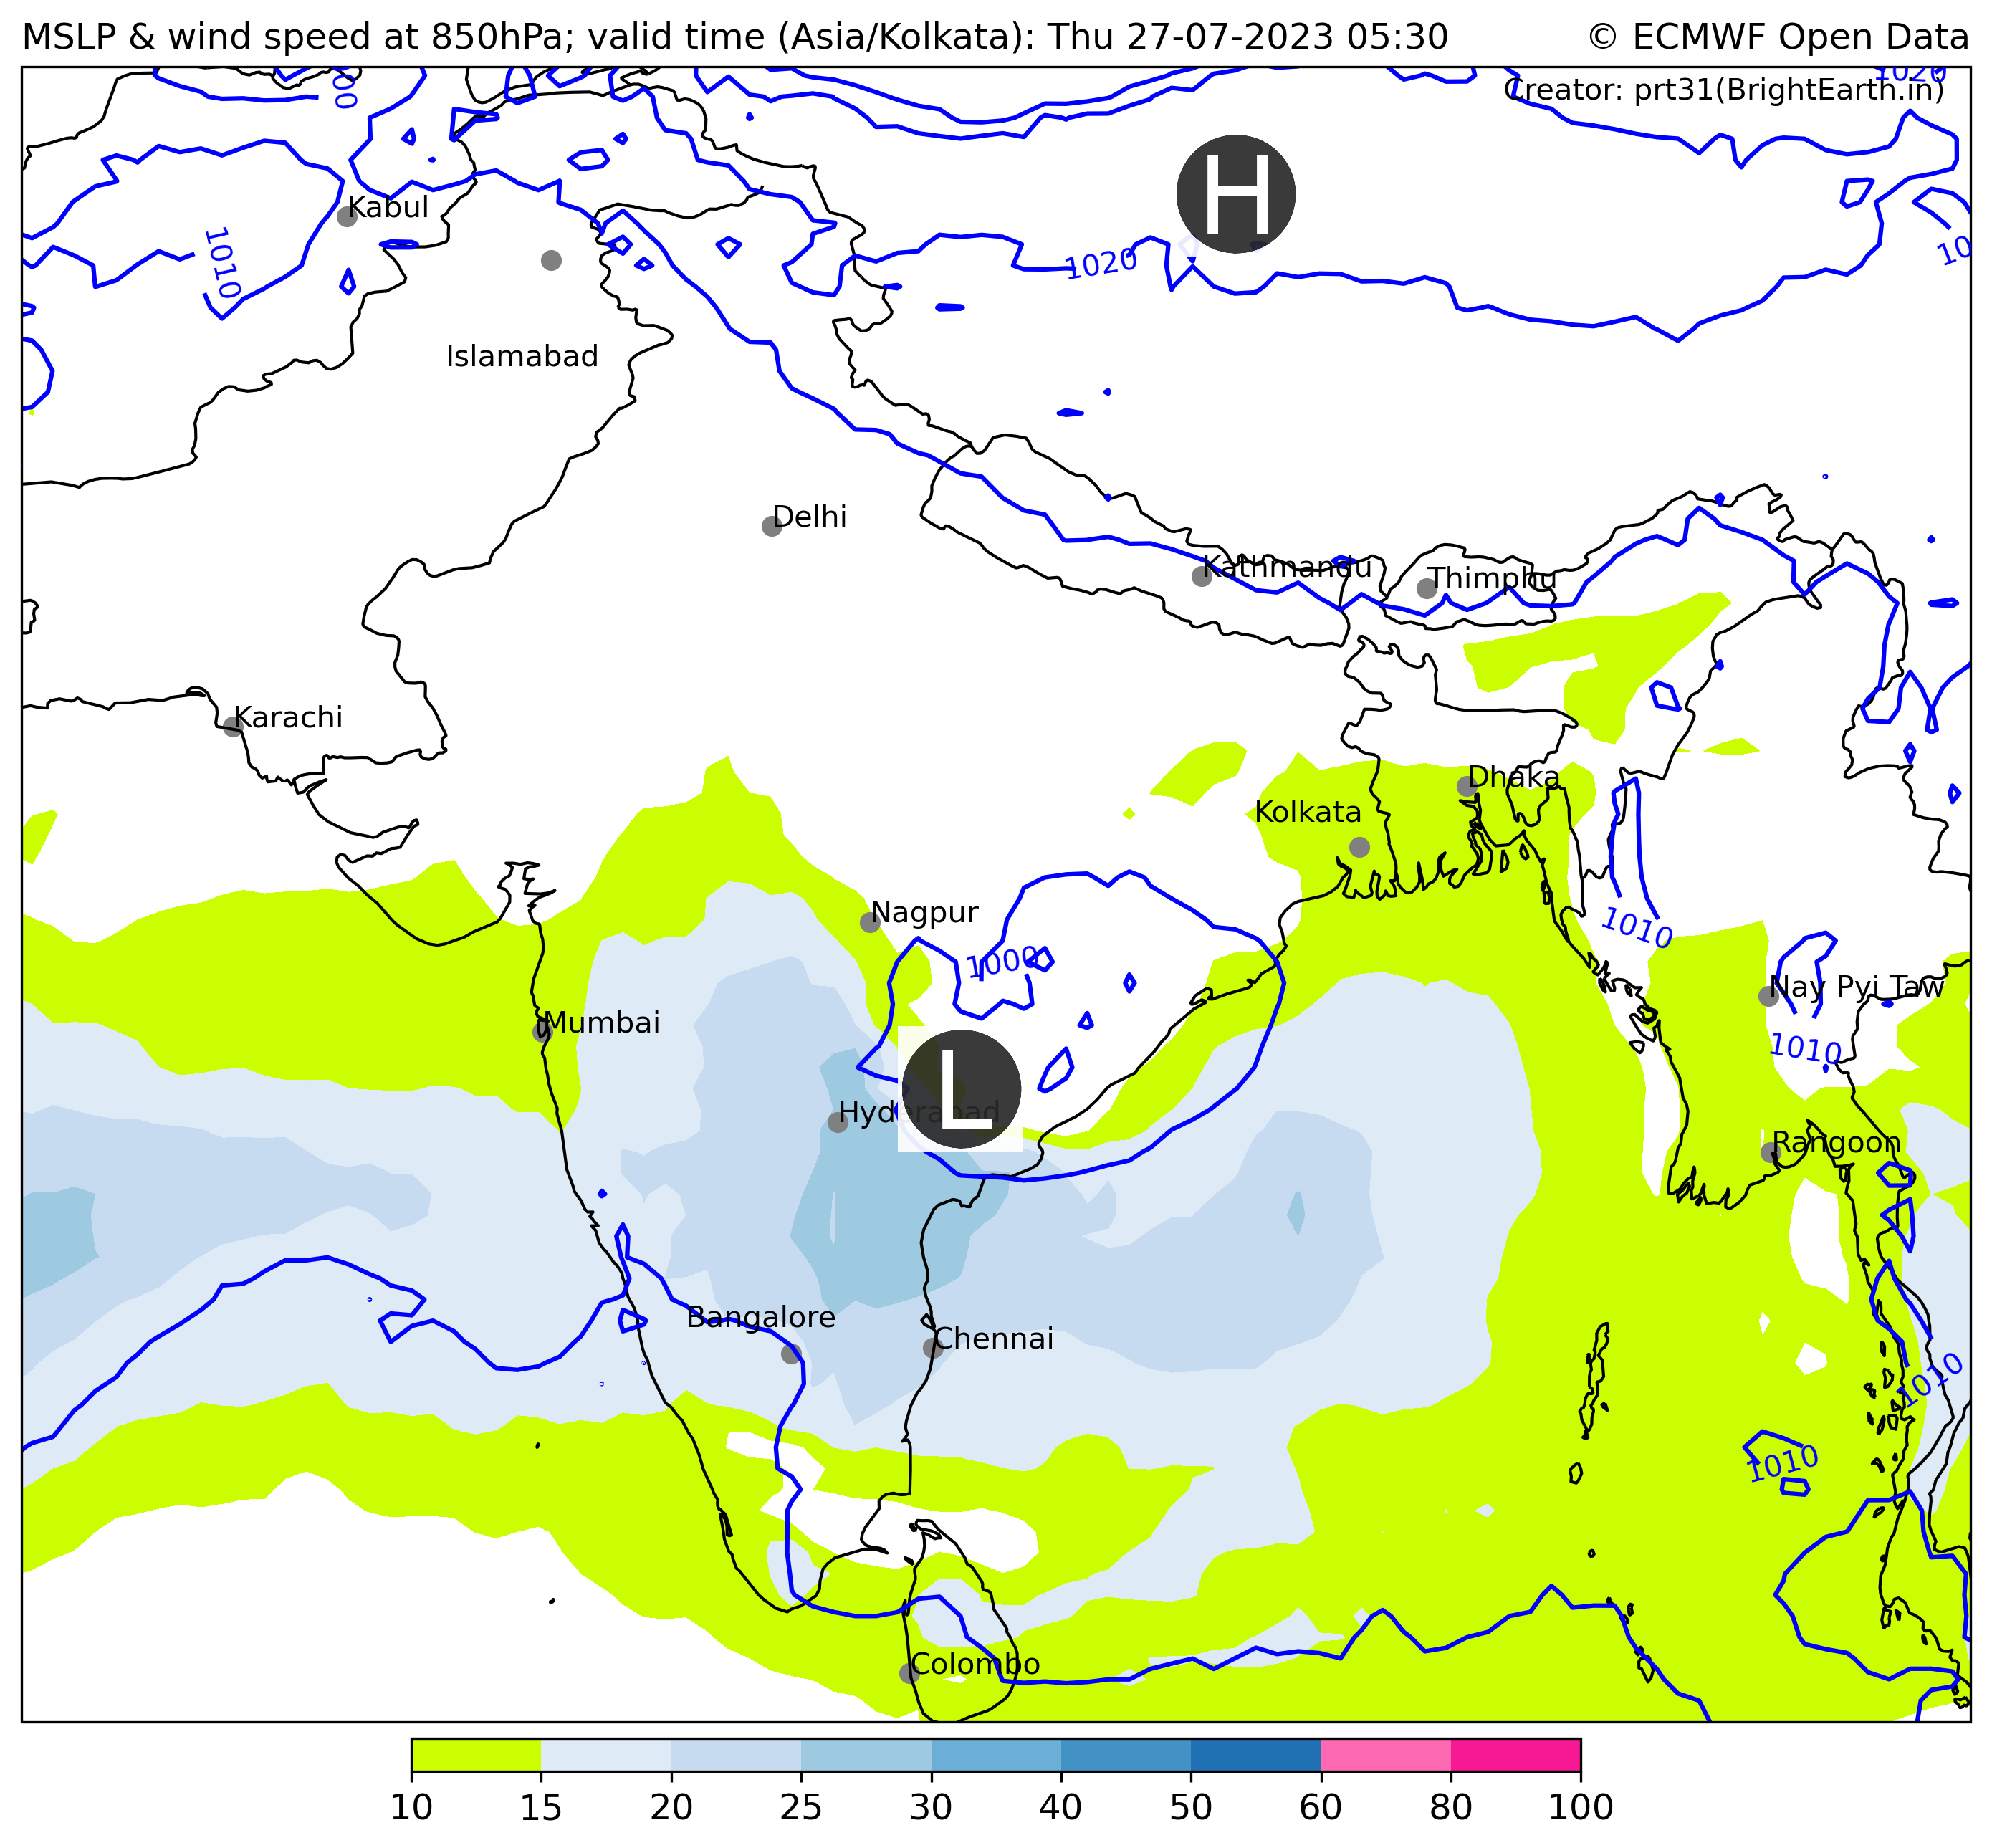 MSLP & wind speed at 850hPa; valid time (Asia/Kolkata): Thu 27-07-2023 05:30
© ECMWF Open Data
1020
Creator: prt31(BrightEarth.in)
H
Kabul
1010
1020
Islamabad
Delhi
Kathmandu
Thimphu
Karachi
Dhaka
Kolkata
Nagpur
1010
1000
Nay Pyi Taw
Mumbai
1010
L
Hyderabad
Rangoon
Bangalore
Chennai
1010
1010
Colombo
10 15 20 25 30 40 50 60 80 100